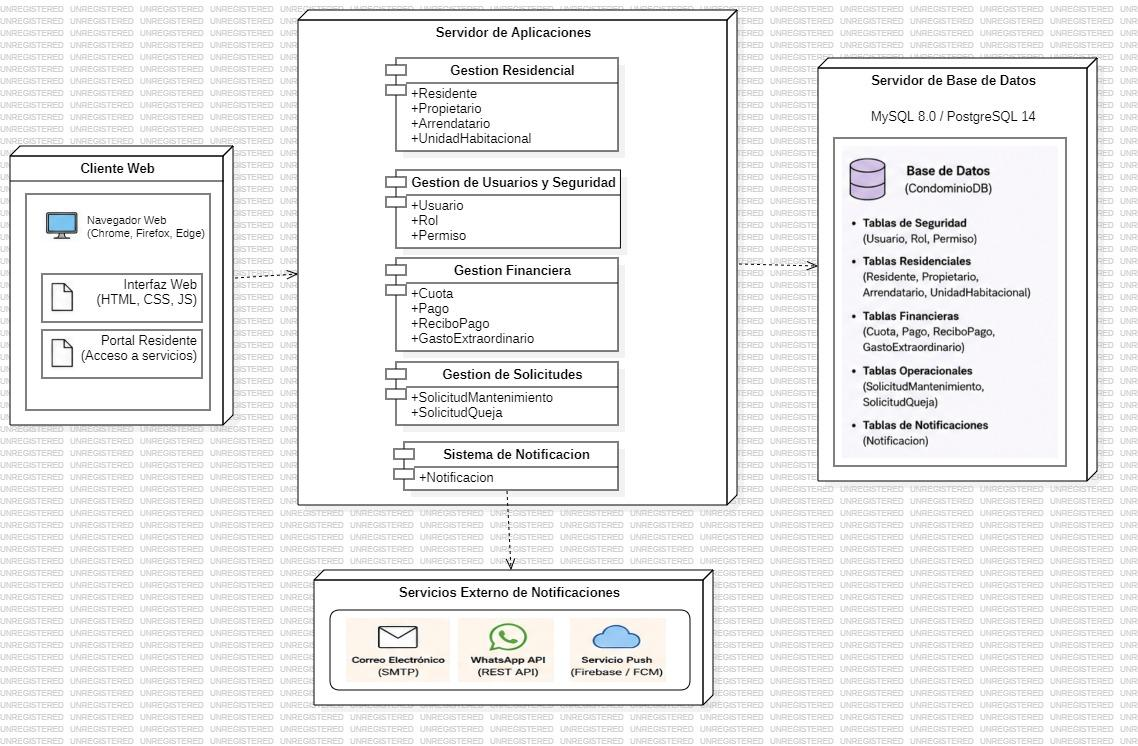 Cliente Web
Navegador Web
(Chrome, Firefox, Edge)
Interfaz Web
(HTML, CSS, JS)
Portal Residente
(Acceso a servicios)
Servidor de Aplicaciones
Gestion Residencial
+Residente
+Propietario
+Arrendatario
+UnidadHabitacional
Gestion de Usuarios y Seguridad
+Usuario
+Rol
+Permiso
Gestion Financiera
+Cuota
+Pago
+ReciboPago
+GastoExtraordinario
Gestion de Solicitudes
+SolicitudMantenimiento
+SolicitudQueja
Sistema de Notificacion
+Notificacion
Servidor de Base de Datos
MySQL 8.0 / PostgreSQL 14
Base de Datos
(CondominioDB)
• Tablas de Seguridad
(Usuario, Rol, Permiso)
• Tablas Residenciales
(Residente, Propietario,
Arrendatario, UnidadHabitacional)
• Tablas Financieras
(Cuota, Pago, ReciboPago,
GastoExtraordinario)
• Tablas Operacionales
(SolicitudMantenimiento,
SolicitudQueja)
• Tablas de Notificaciones
(Notificacion)
Servicios Externo de Notificaciones
Correo Electrónico
(SMTP)
WhatsApp API
(REST API)
Servicio Push
(Firebase / FCM)
UNREGISTERED